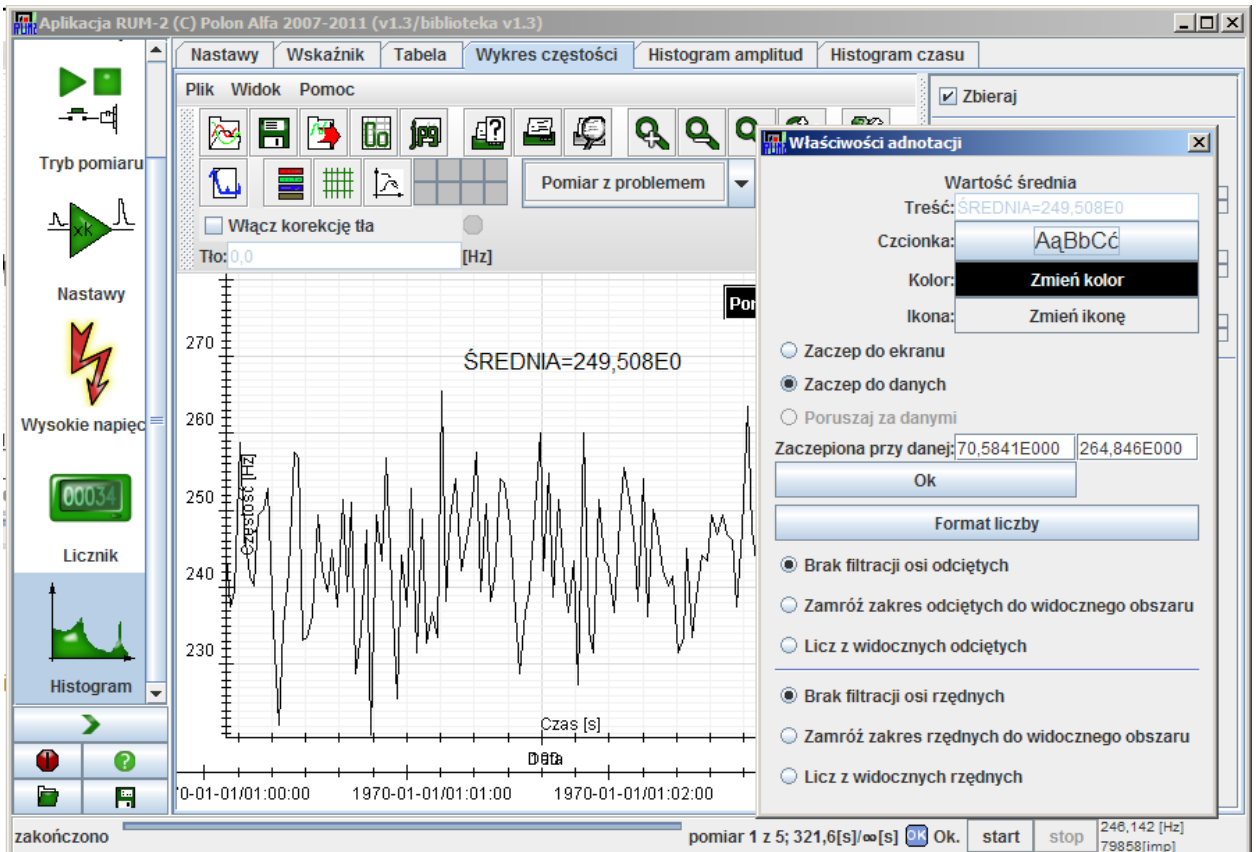 Aplikacja RUM-2 (C) Polon Alfa 2007-2011 (v1.3/biblioteka v1.3)
Nastawy Wskaźnik Tabela Wykres częstości Histogram amplitud Histogram czasu
Plik Widok Pomoc
Zbieraj
jpg
Pomiar z problemem
Włącz korekcję tła
Tło: 0,0 [Hz]
Tryb pomiaru
xk
Nastawy
Wysokie napięc
00034
Licznik
Histogram
Por
ŚREDNIA=249,508E0
270
260
250
240
230
Częstość [Hz]
Czas [s]
Data
0-01-01/01:00:00 1970-01-01/01:01:00 1970-01-01/01:02:00
Właściwości adnotacji
Wartość średnia
Treść: ŚREDNIA=249,508E0
Czcionka: AąBbCć
Kolor: Zmień kolor
Ikona: Zmień ikonę
Zaczep do ekranu
Zaczep do danych
Poruszaj za danymi
Zaczepiona przy danej: 70,5841E000 264,846E000
Ok
Format liczby
Brak filtracji osi odciętych
Zamróź zakres odciętych do widocznego obszaru
Licz z widocznych odciętych
Brak filtracji osi rzędnych
Zamróź zakres rzędnych do widocznego obszaru
Licz z widocznych rzędnych
zakończono pomiar 1 z 5; 321,6[s]/∞[s] OK Ok. start stop
246,142 [Hz]
79858[imp]